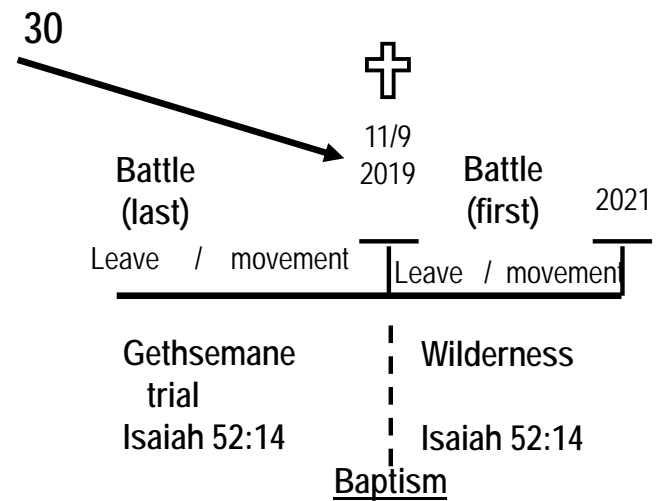 30
11/9
2019
Battle
(last)
Battle
(first)
2021
Leave / movement
Leave / movement
Gethsemane
trial
Isaiah 52:14
Wilderness
Isaiah 52:14
Baptism